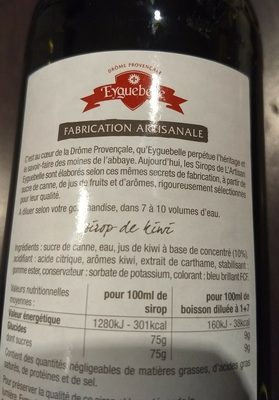 DRÔME PROVENÇALE
Eyguebelle
FABRICATION ARTISANALE
C'est au cœur de la Drôme Provençale, qu'Eyguebelle perpétue l'héritage et
le savoir-faire des moines de l'abbaye. Aujourd'hui, les Sirops de L'Artisan
Eyguebelle sont élaborés selon ces mêmes secrets de fabrication, à partir de
sucre de canne, de jus de fruits et d'arômes, rigoureusement sélectionnés
pour leur qualité.
A diluer selon votre gourmandise, dans 7 à 10 volumes d'eau.
Sirop de kiwi
Ingrédients : sucre de canne, eau, jus de kiwi à base de concentré (10%),
acidifiant : acide citrique, arômes kiwi, extrait de carthame, stabilisant :
gomme ester, conservateur : sorbate de potassium, colorant : bleu brillant FCF.
Valeurs nutritionnelles
moyennes :
pour 100ml de
sirop
pour 100ml de
boisson diluée à 1+7
Valeur énergétique 1280kJ - 301kcal 160kJ - 38kcal
Glucides 75g 9g
dont sucres 75g 9g
Contient des quantités négligeables de matières grasses, d'acides gras
saturés, de protéines et de sel.
Pour préserver la qualité de ce